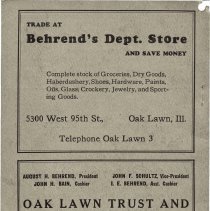 TRADE AT
Behrend's Dept. Store
AND SAVE MONEY
Complete stock of Groceries, Dry Goods,
Haberdashery, Shoes, Hardware, Paints,
Oils, Glass, Crockery, Jewelry, and Sport-
ing Goods.
5300 West 95th St., Oak Lawn, Ill.
Telephone Oak Lawn 3
AUGUST H. BEHREND, President JOHN F. SCHULTZ, Vice-President
JOHN H. BAIN, Cashier I. E. BEHREND, Asst. Cashier
OAK LAWN TRUST AND